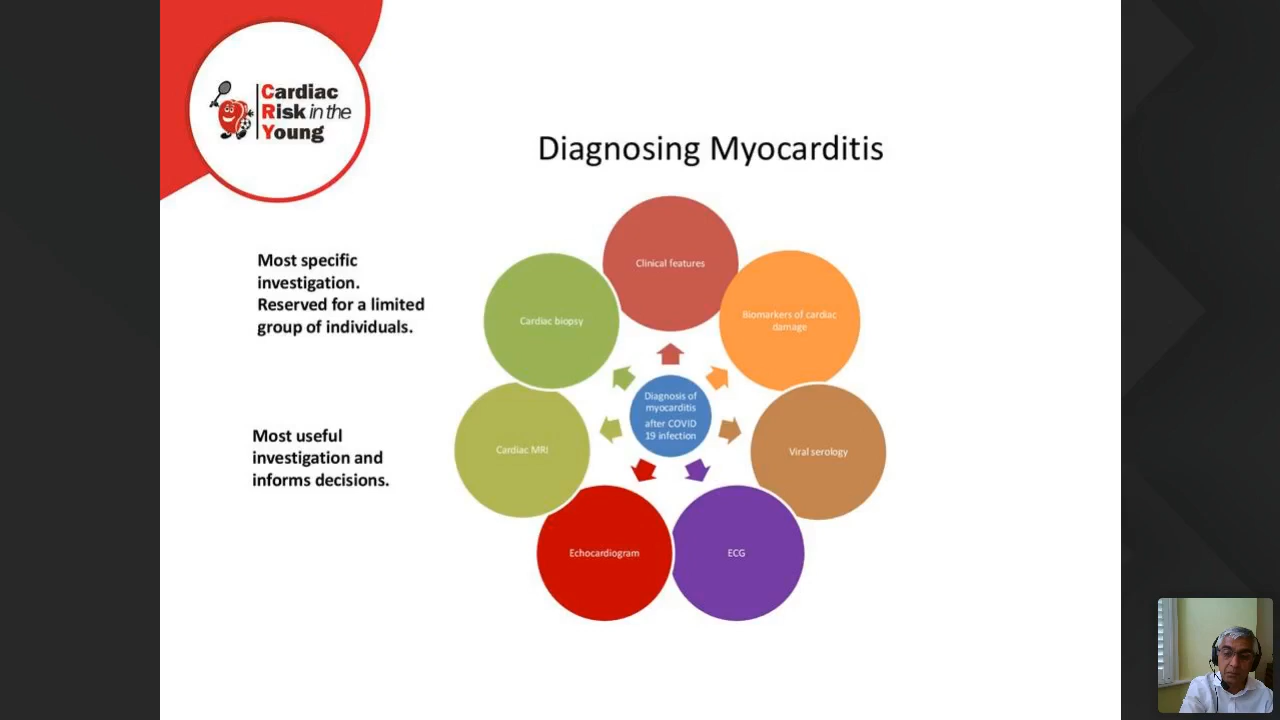 Cardiac
Risk in the
Young
Diagnosing Myocarditis
Most specific
investigation.
Reserved for a limited
group of individuals.
Most useful
investigation and
informs decisions.
Clinical features
Biomarkers of cardiac
damage
Viral serology
ECG
Echocardiogram
Cardiac MRI
Cardiac biopsy
Diagnosis of
myocarditis
after COVID
19 infection